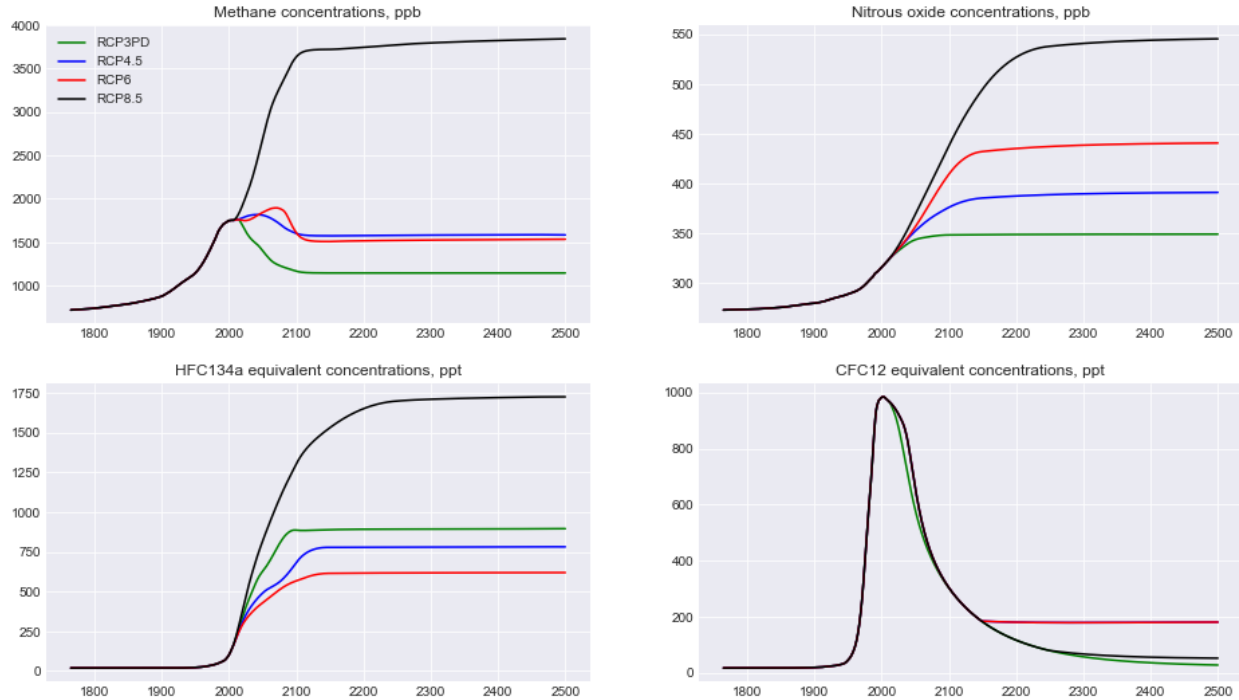 Methane concentrations, ppb
4000
3500
3000
2500
2000
1500
1000
RCP3PD
RCP4.5
RCP6
RCP8.5
1800 1900 2000 2100 2200 2300 2400 2500
Nitrous oxide concentrations, ppb
550
500
450
400
350
300
1800 1900 2000 2100 2200 2300 2400 2500
HFC134a equivalent concentrations, ppt
1750
1500
1250
1000
750
500
250
0
1800 1900 2000 2100 2200 2300 2400 2500
CFC12 equivalent concentrations, ppt
1000
800
600
400
200
0
1800 1900 2000 2100 2200 2300 2400 2500